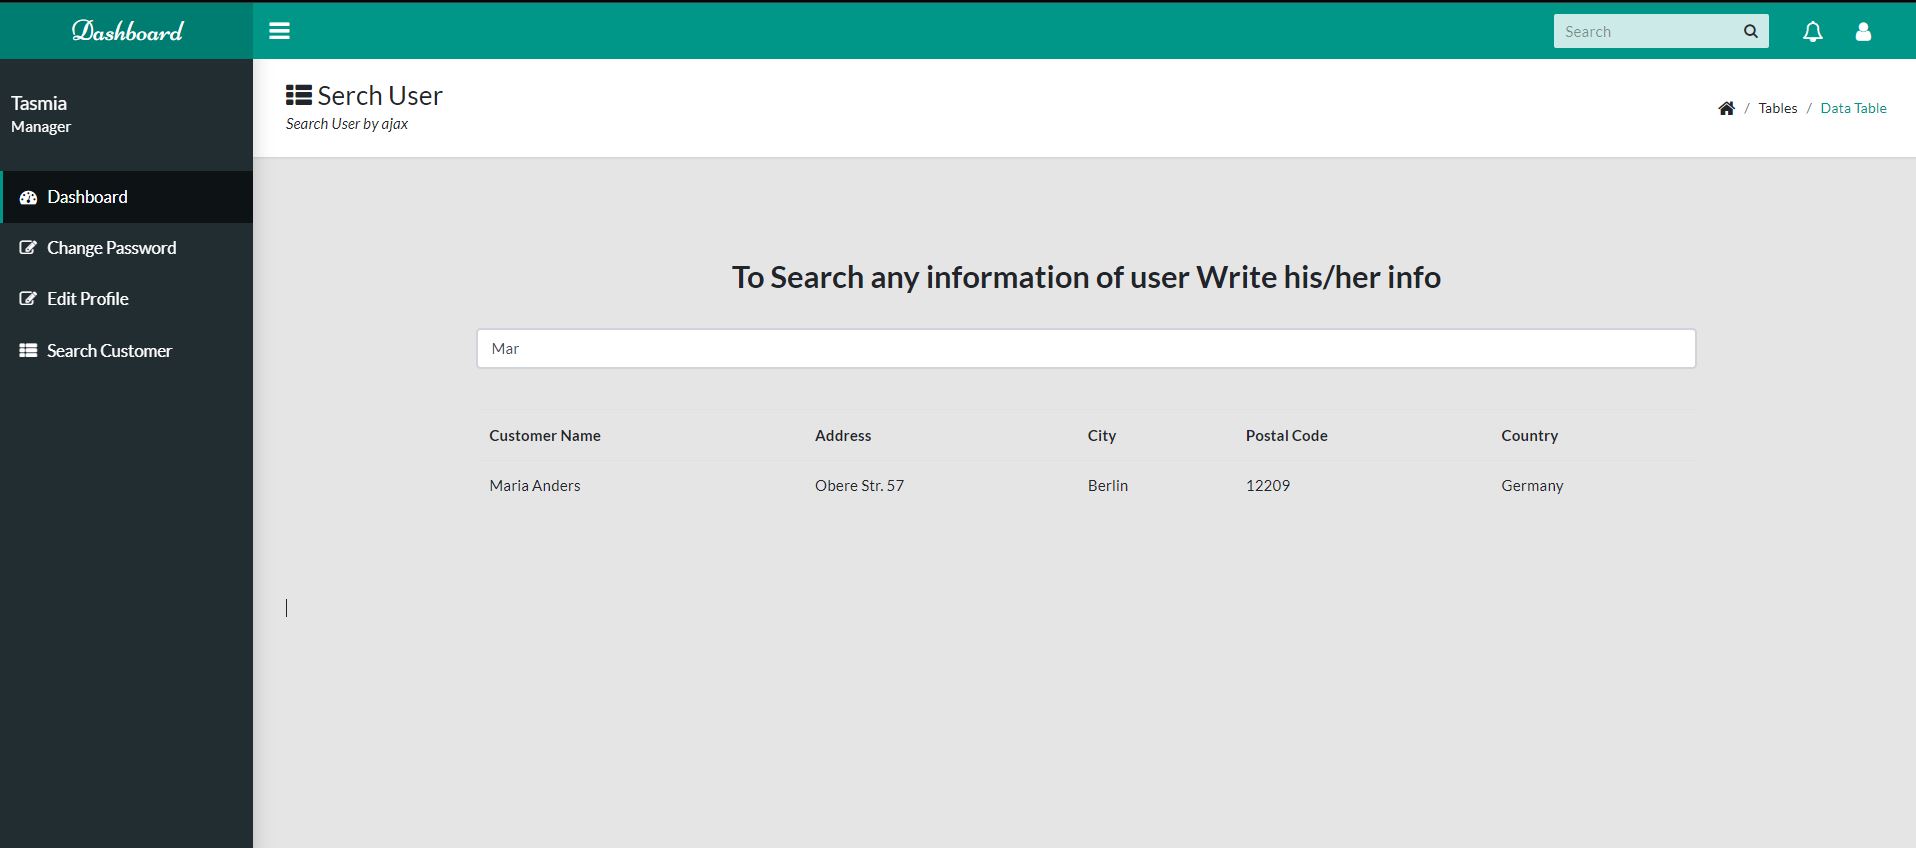 Dashboard
Search
Tasmia
Manager
Dashboard
Change Password
Edit Profile
Search Customer
Serch User
Search User by ajax
/ Tables / Data Table
To Search any information of user Write his/her info
Mar
Customer Name Address City Postal Code Country
Maria Anders Obere Str. 57 Berlin 12209 Germany